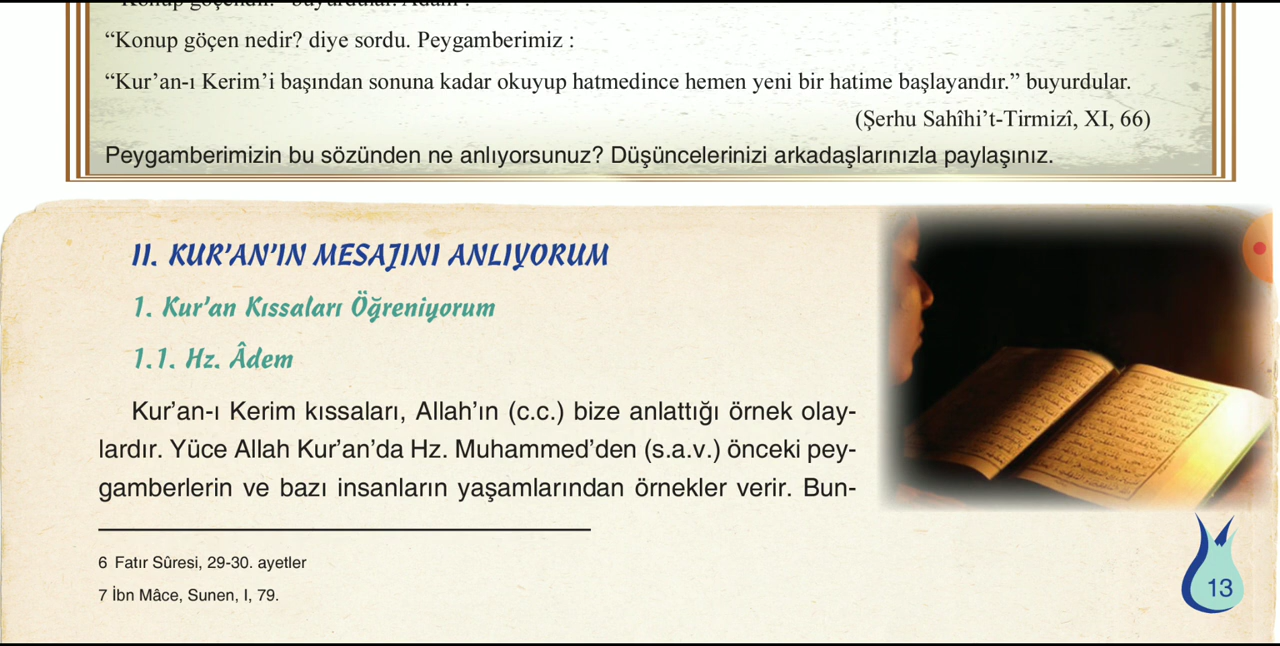 “Konup göçendir.” buyurdular. Adam :
“Konup göçen nedir? diye sordu. Peygamberimiz :
“Kur’an-ı Kerim’i başından sonuna kadar okuyup hatmedince hemen yeni bir hatime başlayandır.” buyurdular.
(Şerhu Sahîhi’t-Tirmizî, XI, 66)
Peygamberimizin bu sözünden ne anlıyorsunuz? Düşüncelerinizi arkadaşlarınızla paylaşınız.
II. KUR’AN’IN MESAJINI ANLIYORUM
1. Kur’an Kıssaları Öğreniyorum
1.1. Hz. Âdem
Kur’an-ı Kerim kıssaları, Allah’ın (c.c.) bize anlattığı örnek olay-
lardır. Yüce Allah Kur’an’da Hz. Muhammed’den (s.a.v.) önceki pey-
gamberlerin ve bazı insanların yaşamlarından örnekler verir. Bun-
6 Fatır Sûresi, 29-30. ayetler
7 İbn Mâce, Sunen, I, 79.
13